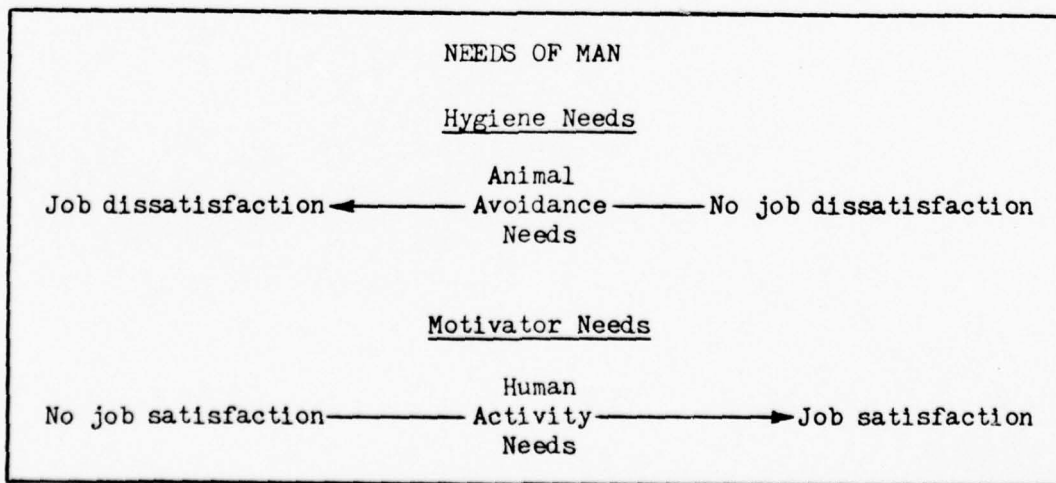 NEEDS OF MAN
Hygiene Needs
Animal
Job dissatisfaction Avoidance No job dissatisfaction
Needs
Motivator Needs
Human
No job satisfaction Activity Job satisfaction
Needs